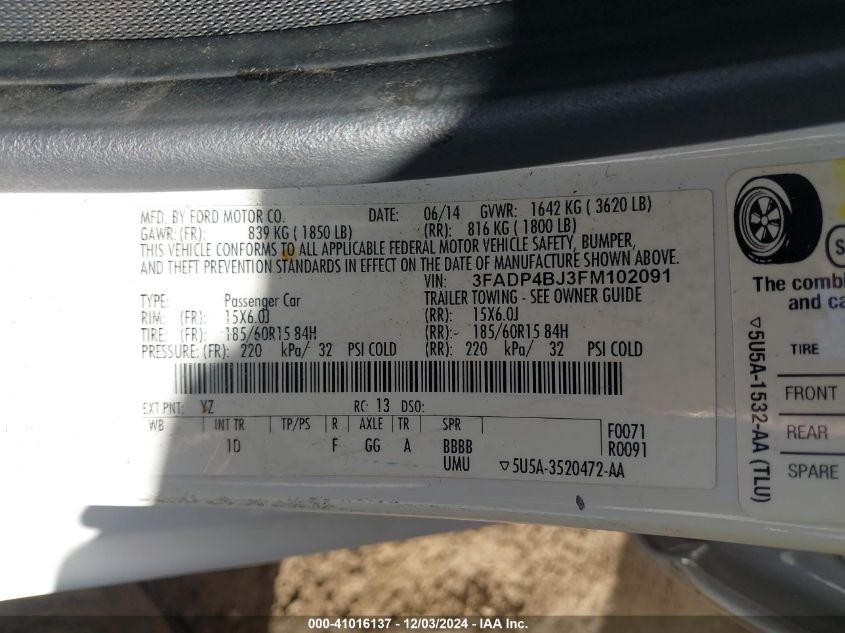 MFD. BY FORD MOTOR CO. DATE: 06/14 GVWR: 1642 KG ( 3620 LB)
GAWR: (FR): 839 KG ( 1850 LB) (RR): 816 KG ( 1800 LB)
THIS VEHICLE CONFORMS TO ALL APPLICABLE FEDERAL MOTOR VEHICLE SAFETY, BUMPER,
AND THEFT PREVENTION STANDARDS IN EFFECT ON THE DATE OF MANUFACTURE SHOWN ABOVE.
VIN: 3FADP4BJ3FM102091
TYPE: Passenger Car TRAILER TOWING - SEE OWNER GUIDE
RIM: (FR): 15X6.0J (RR): 15X6.0J
TIRE: (FR): 185/60R15 84H (RR): 185/60R15 84H
PRESSURE: (FR): 220 kPa/ 32 PSI COLD (RR): 220 kPa/ 32 PSI COLD
EXT PNT: YZ RC: 13 DSO:
WB INT TR TP/PS R AXLE TR SPR F0071
1D F GG A BBBB R0091
UMU ▽5U5A-3520472-AA
The comb
and ca
▽5U5A-1532-AA (TLU)
TIRE
FRONT
REAR
SPARE
000-41016137 - 12/03/2024 - IAA Inc.